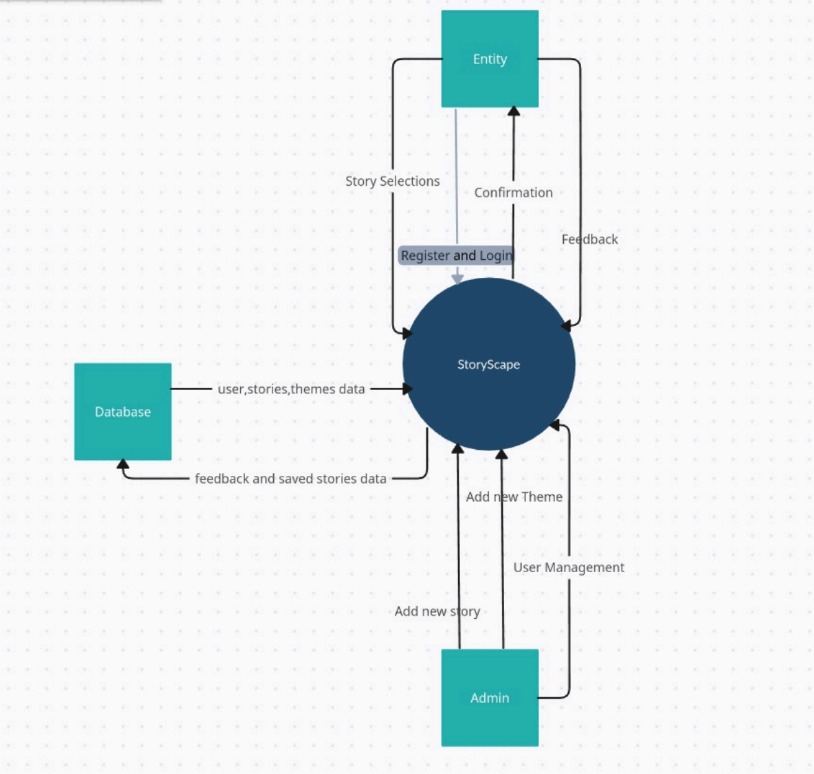 Entity
Story Selections
Confirmation
Feedback
Register and Login
StoryScape
user,stories,themes data
Database
feedback and saved stories data
Add new Theme
User Management
Add new story
Admin